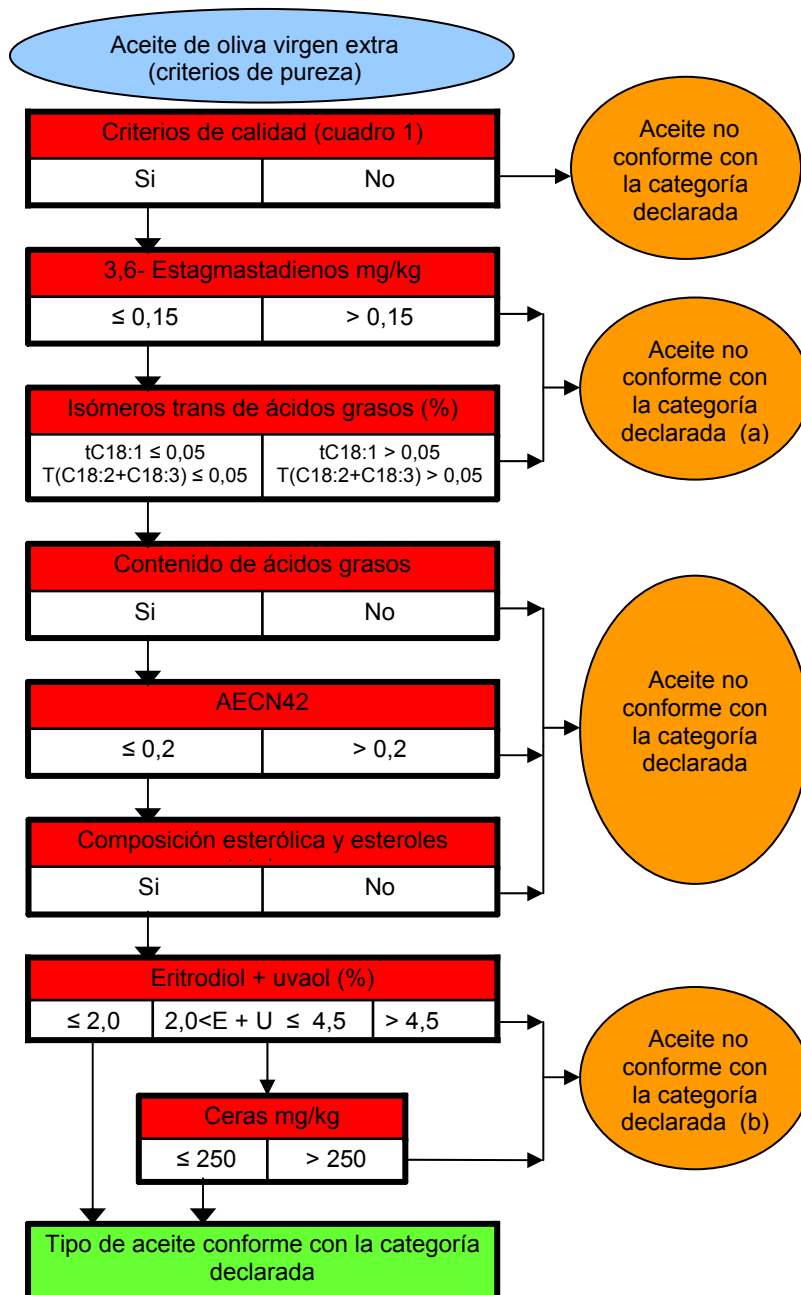 Aceite de oliva virgen extra
(criterios de pureza)
Criterios de calidad (cuadro 1)
Si
No
Aceite no
conforme con
la categoría
declarada
3,6- Estagmastadienos mg/kg
≤ 0,15
> 0,15
Isómeros trans de ácidos grasos (%)
tC18:1 ≤ 0,05
T(C18:2+C18:3) ≤ 0,05
tC18:1 > 0,05
T(C18:2+C18:3) > 0,05
Aceite no
conforme con
la categoría
declarada (a)
Contenido de ácidos grasos
Si
No
AECN42
≤ 0,2
> 0,2
Composición esterólica y esteroles
Si
No
Aceite no
conforme con
la categoría
declarada
Eritrodiol + uvaol (%)
≤ 2,0
2,0<E + U ≤ 4,5
> 4,5
Ceras mg/kg
≤ 250
> 250
Aceite no
conforme con
la categoría
declarada (b)
Tipo de aceite conforme con la categoría
declarada